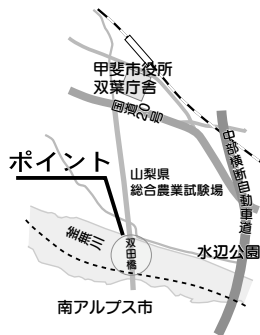 甲斐市役所
双葉庁舎
国道20号
中部横断自動車道
ポイント
山梨県
総合農業試験場
釜無川
双田橋
水辺公園
南アルプス市